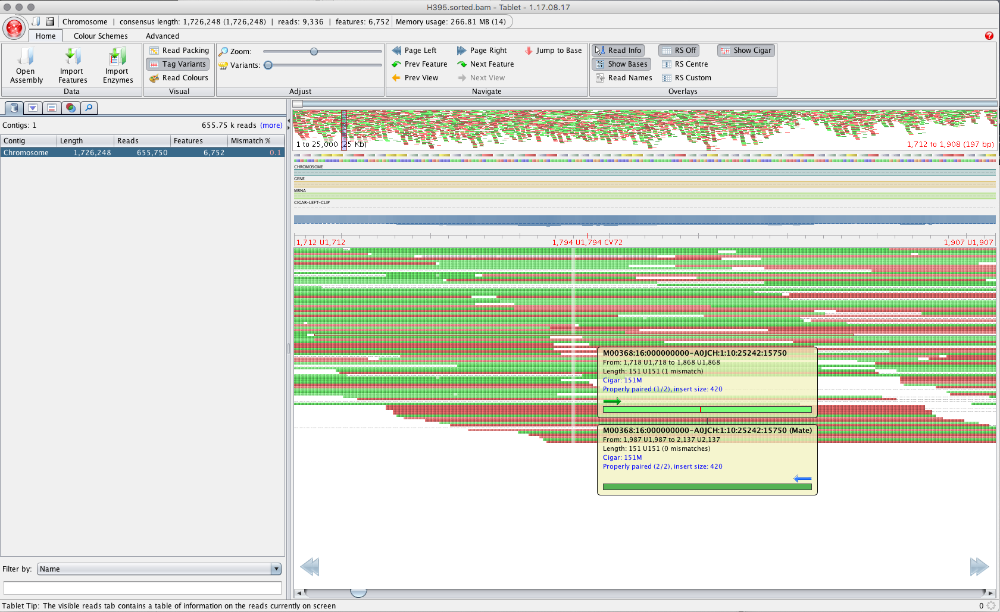 H395.sorted.bam - Tablet - 1.17.08.17
Chromosome | consensus length: 1,726,248 (1,726,248) | reads: 9,336 | features: 6,752 Memory usage: 266.81 MB (14)
Home Colour Schemes Advanced
Open Assembly
Import Features
Import Enzymes
Data
Read Packing
Tag Variants
Read Colours
Visual
Zoom:
Variants:
Adjust
Page Left Page Right Jump to Base
Prev Feature Next Feature
Prev View Next View
Navigate
Read Info RS Off Show Cigar
Show Bases RS Centre
Read Names RS Custom
Overlays
Contigs: 1 655.75 k reads (more)
Contig Length Reads Features Mismatch %
Chromosome 1,726,248 655,750 6,752 0.1
1 to 25,000 (25 Kb) 1,712 to 1,908 (197 bp)
CHROMOSOME
GENE
MRNA
CIGAR-LEFT-CLIP
1,712 U1,712 1,794 U1,794 CV72 1,907 U1,907
M00368:16:000000000-A0JCH:1:10:25242:15750
From: 1,718 U1,718 to 1,868 U1,868
Length: 151 U151 (1 mismatch)
Cigar: 151M
Properly paired (1/2), insert size: 420
M00368:16:000000000-A0JCH:1:10:25242:15750 (Mate)
From: 1,987 U1,987 to 2,137 U2,137
Length: 151 U151 (0 mismatches)
Cigar: 151M
Properly paired (2/2), insert size: 420
Filter by: Name
Tablet Tip: The visible reads tab contains a table of information on the reads currently on screen 0